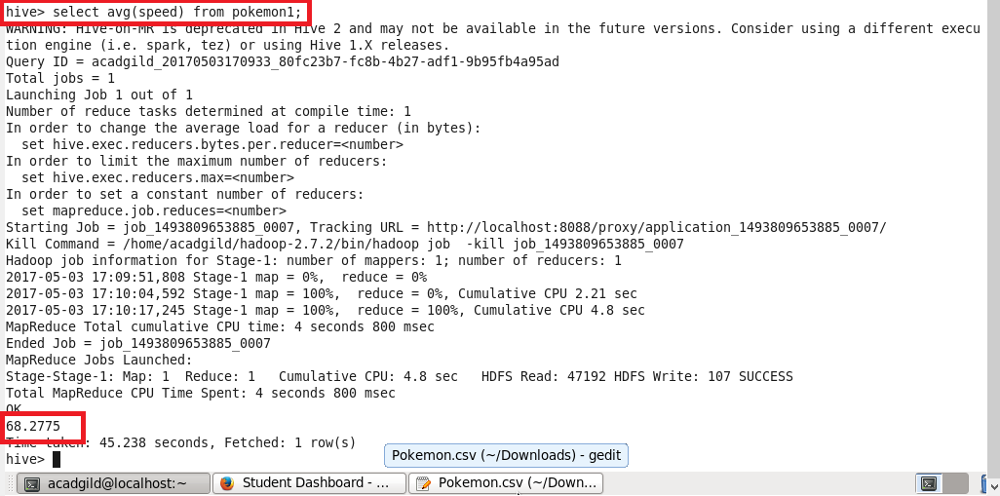 hive> select avg(speed) from pokemon1;
WARNING: Hive-on-MR is deprecated in Hive 2 and may not be available in the future versions. Consider using a different execu
tion engine (i.e. spark, tez) or using Hive 1.X releases.
Query ID = acadgild_20170503170933_80fc23b7-fc8b-4b27-adf1-9b95fb4a95ad
Total jobs = 1
Launching Job 1 out of 1
Number of reduce tasks determined at compile time: 1
In order to change the average load for a reducer (in bytes):
  set hive.exec.reducers.bytes.per.reducer=<number>
In order to limit the maximum number of reducers:
  set hive.exec.reducers.max=<number>
In order to set a constant number of reducers:
  set mapreduce.job.reduces=<number>
Starting Job = job_1493809653885_0007, Tracking URL = http://localhost:8088/proxy/application_1493809653885_0007/
Kill Command = /home/acadgild/hadoop-2.7.2/bin/hadoop job  -kill job_1493809653885_0007
Hadoop job information for Stage-1: number of mappers: 1; number of reducers: 1
2017-05-03 17:09:51,808 Stage-1 map = 0%,  reduce = 0%
2017-05-03 17:10:04,592 Stage-1 map = 100%,  reduce = 0%, Cumulative CPU 2.21 sec
2017-05-03 17:10:17,245 Stage-1 map = 100%,  reduce = 100%, Cumulative CPU 4.8 sec
MapReduce Total cumulative CPU time: 4 seconds 800 msec
Ended Job = job_1493809653885_0007
MapReduce Jobs Launched:
Stage-Stage-1: Map: 1  Reduce: 1   Cumulative CPU: 4.8 sec   HDFS Read: 47192 HDFS Write: 107 SUCCESS
Total MapReduce CPU Time Spent: 4 seconds 800 msec
OK
68.2775
Time taken: 45.238 seconds, Fetched: 1 row(s)
hive>
Pokemon.csv (~/Downloads) - gedit
acadgild@localhost:~
Student Dashboard - ...
Pokemon.csv (~/Down...